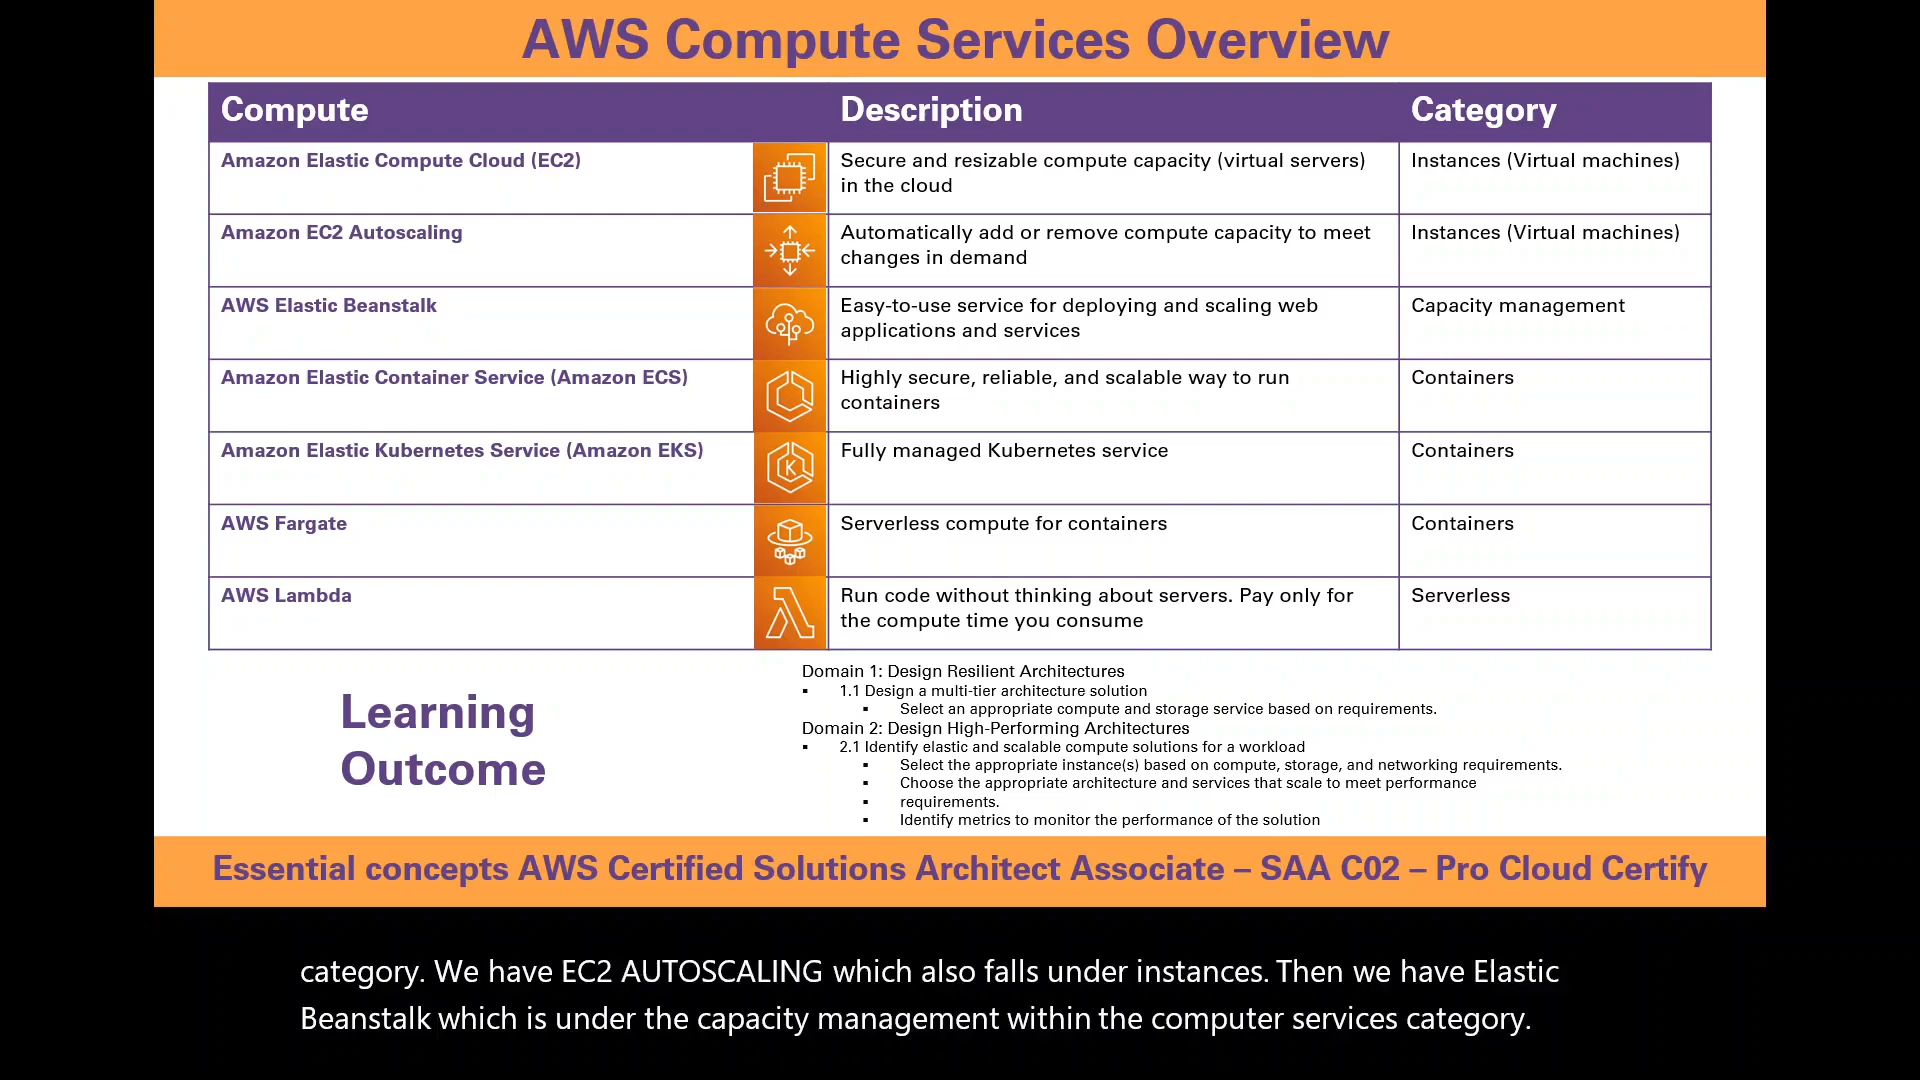 AWS Compute Services Overview
Compute Description Category
Amazon Elastic Compute Cloud (EC2) Secure and resizable compute capacity (virtual servers) Instances (Virtual machines)
in the cloud
Amazon EC2 Autoscaling Automatically add or remove compute capacity to meet Instances (Virtual machines)
changes in demand
AWS Elastic Beanstalk Easy-to-use service for deploying and scaling web Capacity management
applications and services
Amazon Elastic Container Service (Amazon ECS) Highly secure, reliable, and scalable way to run Containers
containers
Amazon Elastic Kubernetes Service (Amazon EKS) K Fully managed Kubernetes service Containers
AWS Fargate Serverless compute for containers Containers
AWS Lambda Run code without thinking about servers. Pay only for Serverless
the compute time you consume
Learning
Outcome
Domain 1: Design Resilient Architectures
▪ 1.1 Design a multi-tier architecture solution
▪ Select an appropriate compute and storage service based on requirements.
Domain 2: Design High-Performing Architectures
▪ 2.1 Identify elastic and scalable compute solutions for a workload
▪ Select the appropriate instance(s) based on compute, storage, and networking requirements.
▪ Choose the appropriate architecture and services that scale to meet performance
▪ requirements.
▪ Identify metrics to monitor the performance of the solution
Essential concepts AWS Certified Solutions Architect Associate – SAA C02 – Pro Cloud Certify
category. We have EC2 AUTOSCALING which also falls under instances. Then we have Elastic
Beanstalk which is under the capacity management within the computer services category.